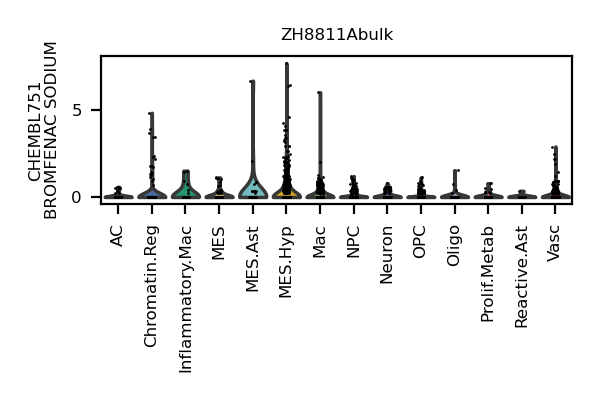 ZH8811Abulk
CHEMBL751
BROMFENAC SODIUM
5
0
AC
Chromatin.Reg
Inflammatory.Mac
MES
MES.Ast
MES.Hyp
Mac
NPC
Neuron
OPC
Oligo
Prolif.Metab
Reactive.Ast
Vasc